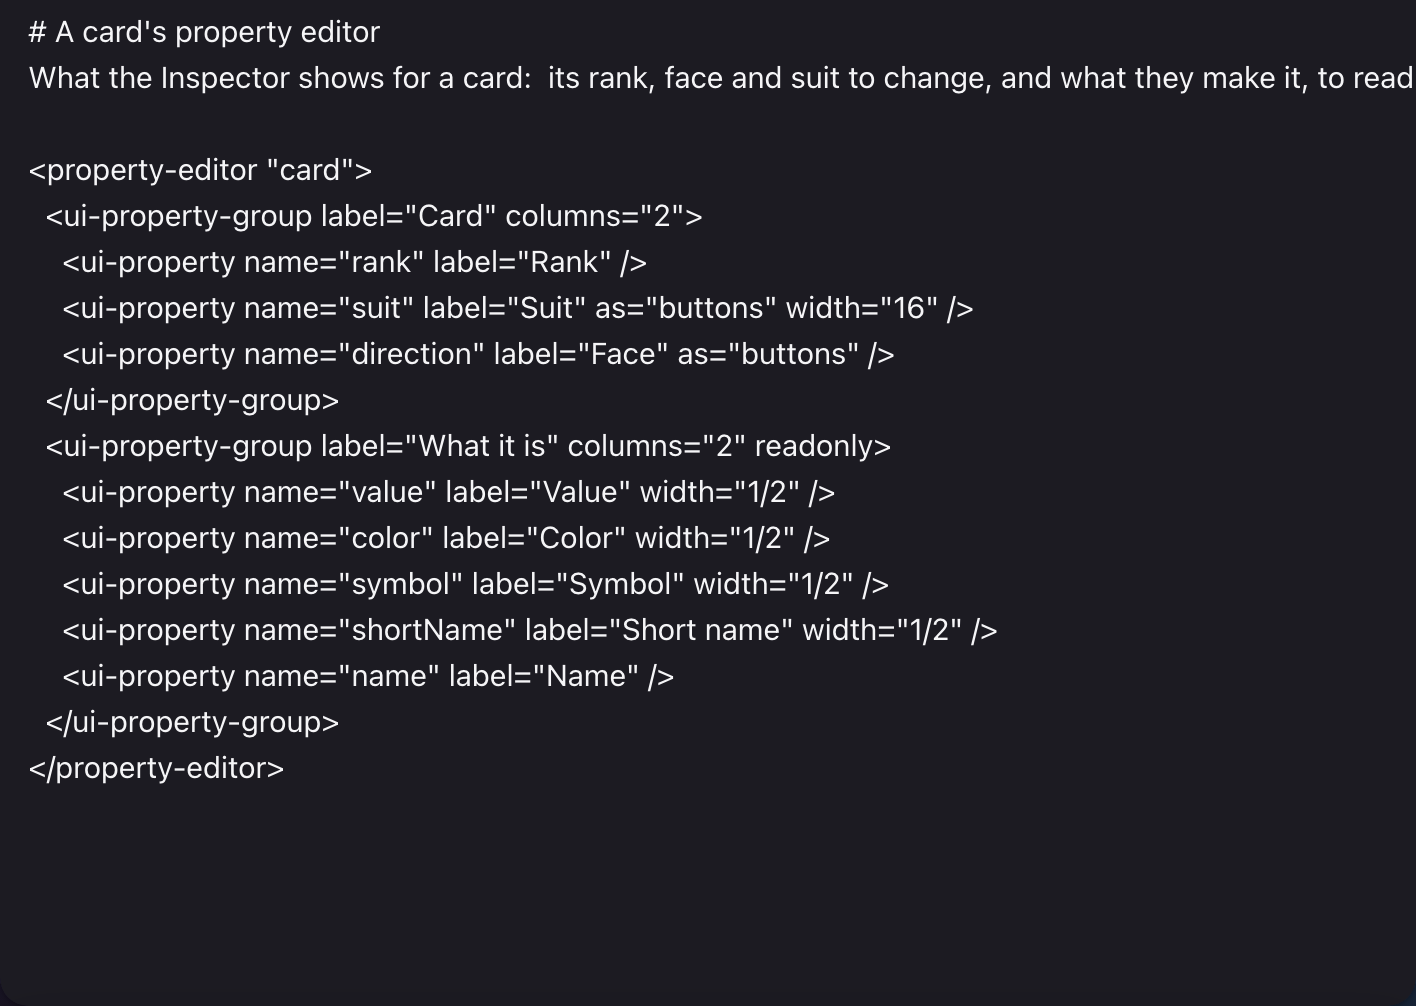 # A card's property editor
What the Inspector shows for a card:  its rank, face and suit to change, and what they make it, to read
<property-editor "card">
  <ui-property-group label="Card" columns="2">
    <ui-property name="rank" label="Rank" />
    <ui-property name="suit" label="Suit" as="buttons" width="16" />
    <ui-property name="direction" label="Face" as="buttons" />
  </ui-property-group>
  <ui-property-group label="What it is" columns="2" readonly>
    <ui-property name="value" label="Value" width="1/2" />
    <ui-property name="color" label="Color" width="1/2" />
    <ui-property name="symbol" label="Symbol" width="1/2" />
    <ui-property name="shortName" label="Short name" width="1/2" />
    <ui-property name="name" label="Name" />
  </ui-property-group>
</property-editor>